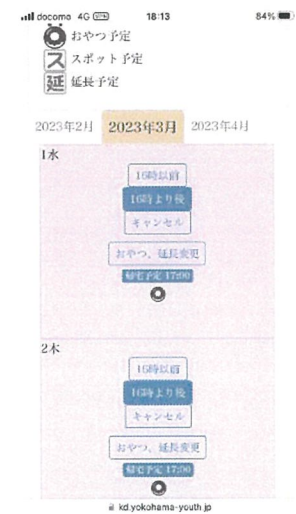 docomo 4G 18:13 84%
おやつ予定
ス スポット予定
延 延長予定
2023年2月 2023年3月 2023年4月
1水
16時以前
16時より後
キャンセル
おやつ、延長変更
帰宅予定 17:00
2木
16時以前
16時より後
キャンセル
おやつ、延長変更
帰宅予定 17:00
kd.yokohama-youth.jp